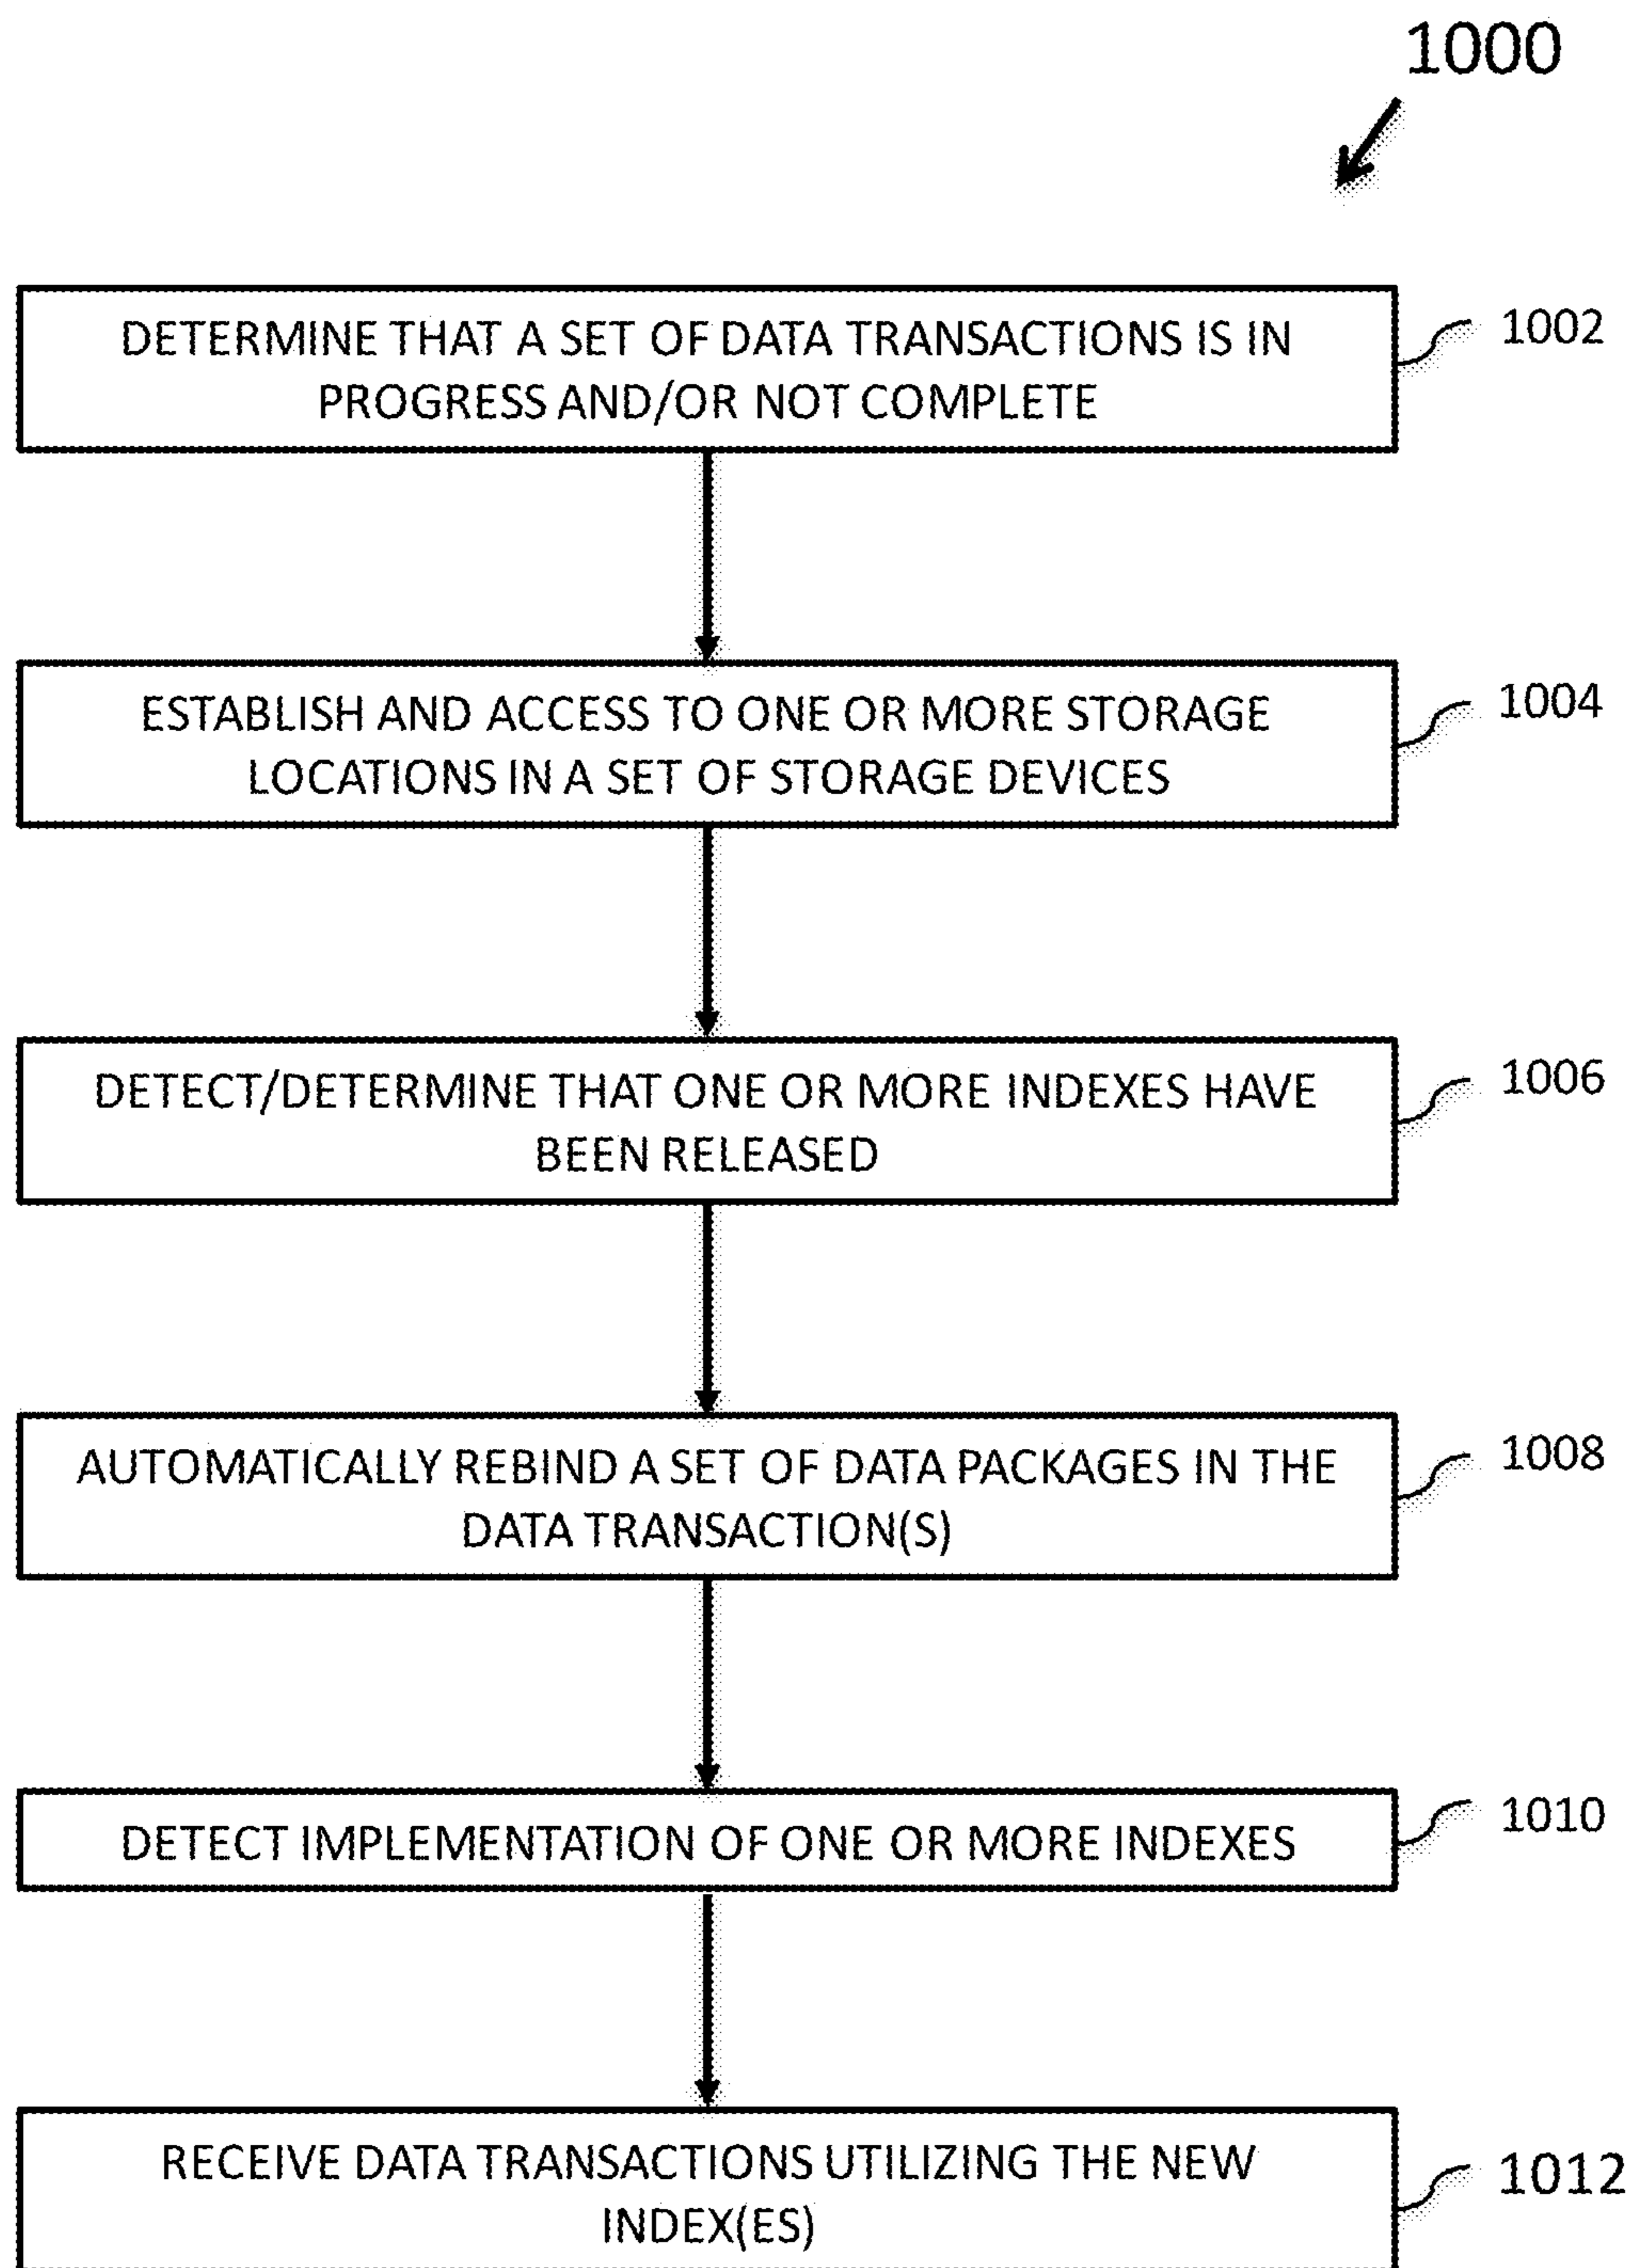 1000
DETERMINE THAT A SET OF DATA TRANSACTIONS IS IN
PROGRESS AND/OR NOT COMPLETE
1002
ESTABLISH AND ACCESS TO ONE OR MORE STORAGE
LOCATIONS IN A SET OF STORAGE DEVICES
1004
DETECT/DETERMINE THAT ONE OR MORE INDEXES HAVE
BEEN RELEASED
1006
AUTOMATICALLY REBIND A SET OF DATA PACKAGES IN THE
DATA TRANSACTION(S)
1008
DETECT IMPLEMENTATION OF ONE OR MORE INDEXES
1010
RECEIVE DATA TRANSACTIONS UTILIZING THE NEW
INDEX(ES)
1012